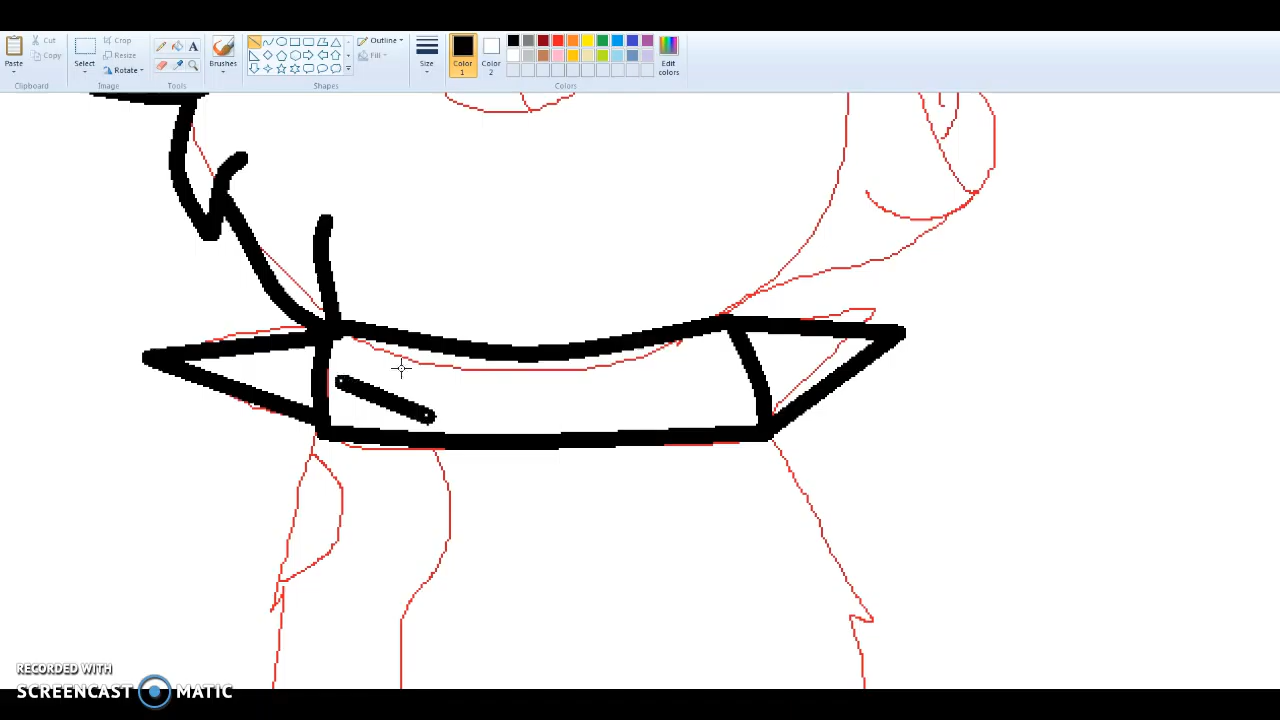 Cut
Copy
Paste
Clipboard
Crop
Resize
Rotate
Select
Image
A
Tools
Brushes
Outline
Fill
Shapes
Size
Color 1
Color 2
Edit colors
Colors
RECORDED WITH
SCREENCAST MATIC